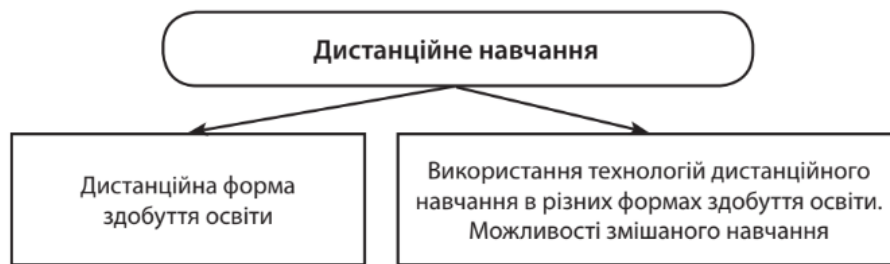 Дистанційне навчання
Дистанційна форма
здобуття освіти
Використання технологій дистанційного
навчання в різних формах здобуття освіти.
Можливості змішаного навчання